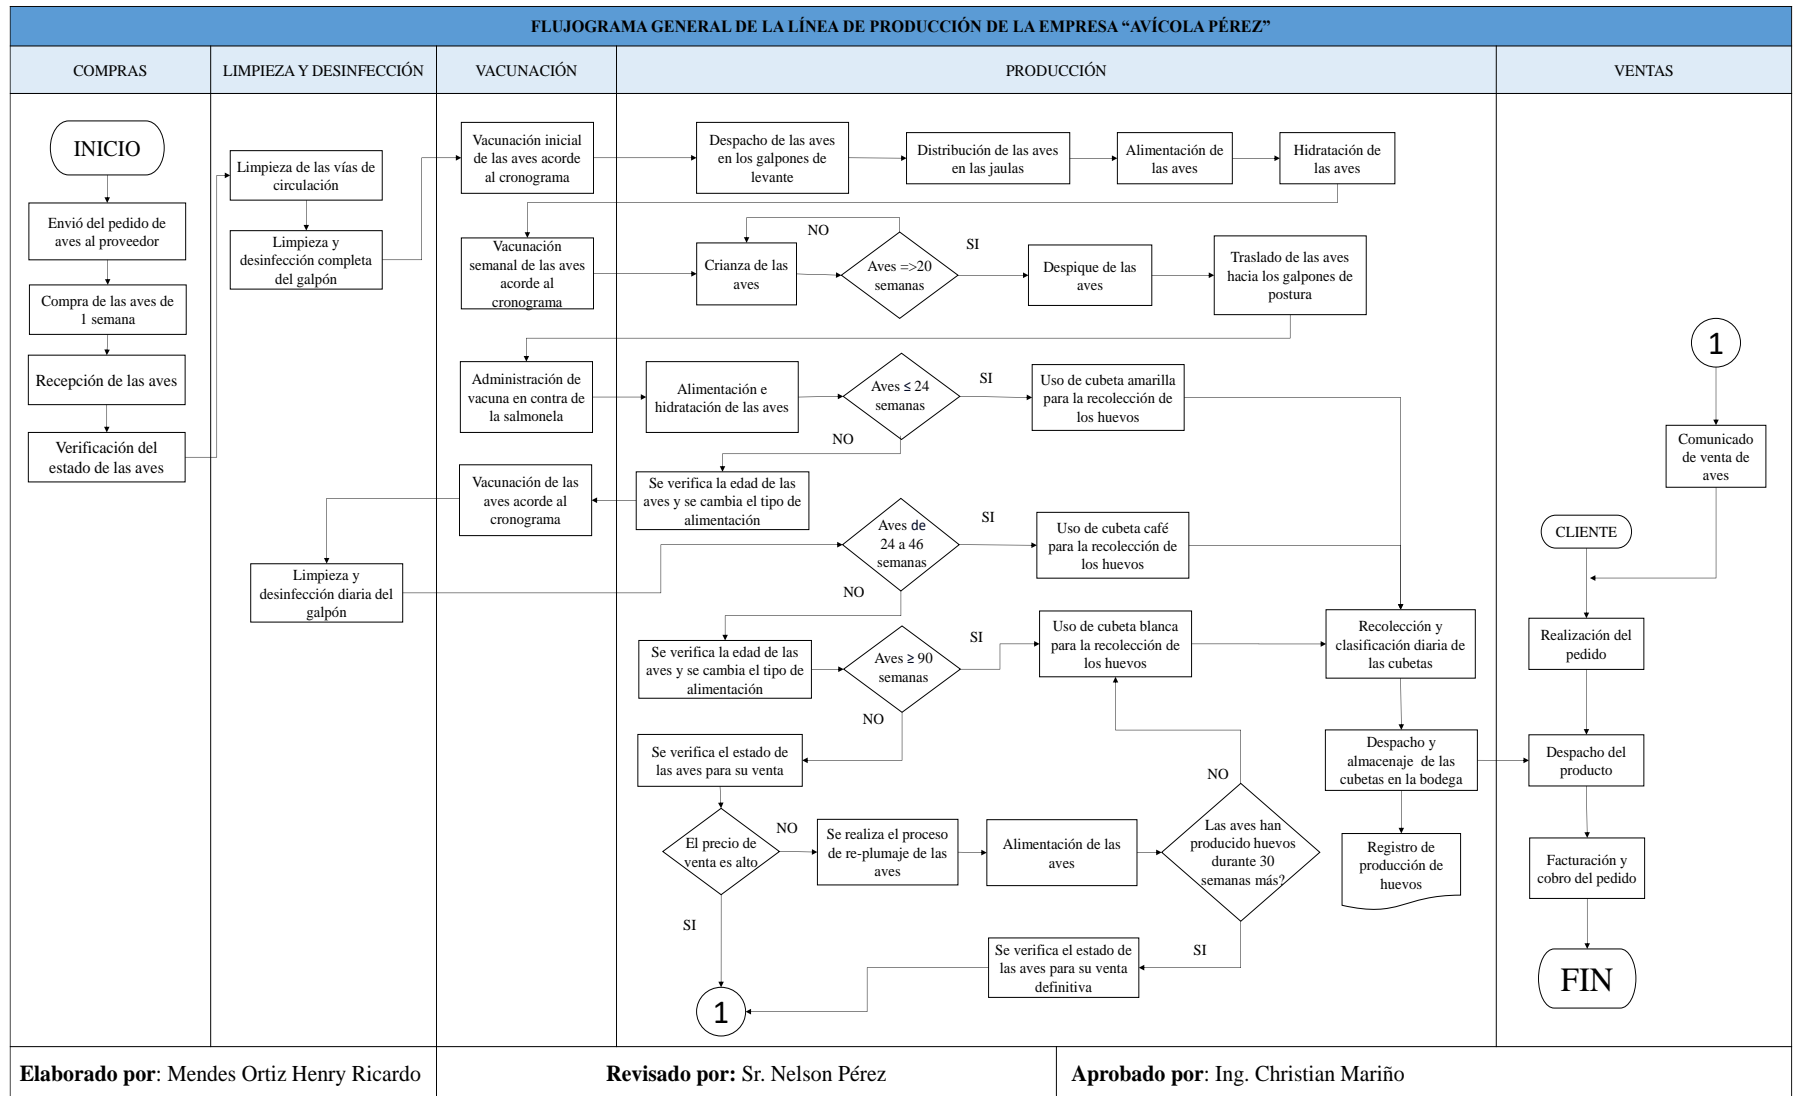 FLUJOGRAMA GENERAL DE LA LÍNEA DE PRODUCCIÓN DE LA EMPRESA “AVÍCOLA PÉREZ”
COMPRAS
LIMPIEZA Y DESINFECCIÓN
VACUNACIÓN
PRODUCCIÓN
VENTAS
INICIO
Envió del pedido de
aves al proveedor
Compra de las aves de
1 semana
Recepción de las aves
Verificación del
estado de las aves
Limpieza de las vías de
circulación
Limpieza y
desinfección completa
del galpón
Vacunación inicial
de las aves acorde
al cronograma
Despacho de las aves
en los galpones de
levante
Distribución de las aves
en las jaulas
Alimentación de
las aves
Hidratación de
las aves
Vacunación
semanal de las aves
acorde al
cronograma
Crianza de las
aves
NO
Aves =>20
semanas
SI
Despique de las
aves
Traslado de las aves
hacia los galpones de
postura
Administración de
vacuna en contra de
la salmonela
Alimentación e
hidratación de las aves
Aves ≤ 24
semanas
SI
Uso de cubeta amarilla
para la recolección de
los huevos
NO
Se verifica la edad de las
aves y se cambia el tipo de
alimentación
Vacunación de las
aves acorde al
cronograma
Limpieza y
desinfección diaria del
galpón
Aves de
24 a 46
semanas
SI
Uso de cubeta café
para la recolección de
los huevos
NO
Se verifica la edad de las
aves y se cambia el tipo de
alimentación
Aves ≥ 90
semanas
SI
Uso de cubeta blanca
para la recolección de
los huevos
Recolección y
clasificación diaria de
las cubetas
NO
Se verifica el estado de
las aves para su venta
Despacho y
almacenaje de las
cubetas en la bodega
El precio de
venta es alto
NO
Se realiza el proceso
de re-plumaje de las
aves
Alimentación de las
aves
Las aves han
producido huevos
durante 30
semanas más?
NO
Registro de
producción de
huevos
SI
SI
Se verifica el estado de
las aves para su venta
definitiva
1
1
Comunicado
de venta de
aves
CLIENTE
Realización del
pedido
Despacho del
producto
Facturación y
cobro del pedido
FIN
Elaborado por: Mendes Ortiz Henry Ricardo
Revisado por: Sr. Nelson Pérez
Aprobado por: Ing. Christian Mariño